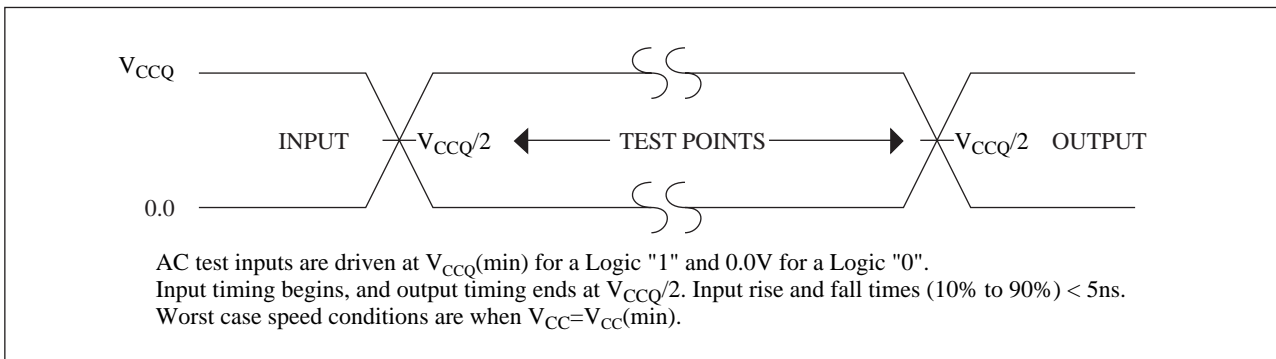 VCCQ
INPUT VCCQ/2 TEST POINTS VCCQ/2 OUTPUT
0.0
AC test inputs are driven at VCCQ(min) for a Logic "1" and 0.0V for a Logic "0".
Input timing begins, and output timing ends at VCCQ/2. Input rise and fall times (10% to 90%) < 5ns.
Worst case speed conditions are when VCC=VCC(min).